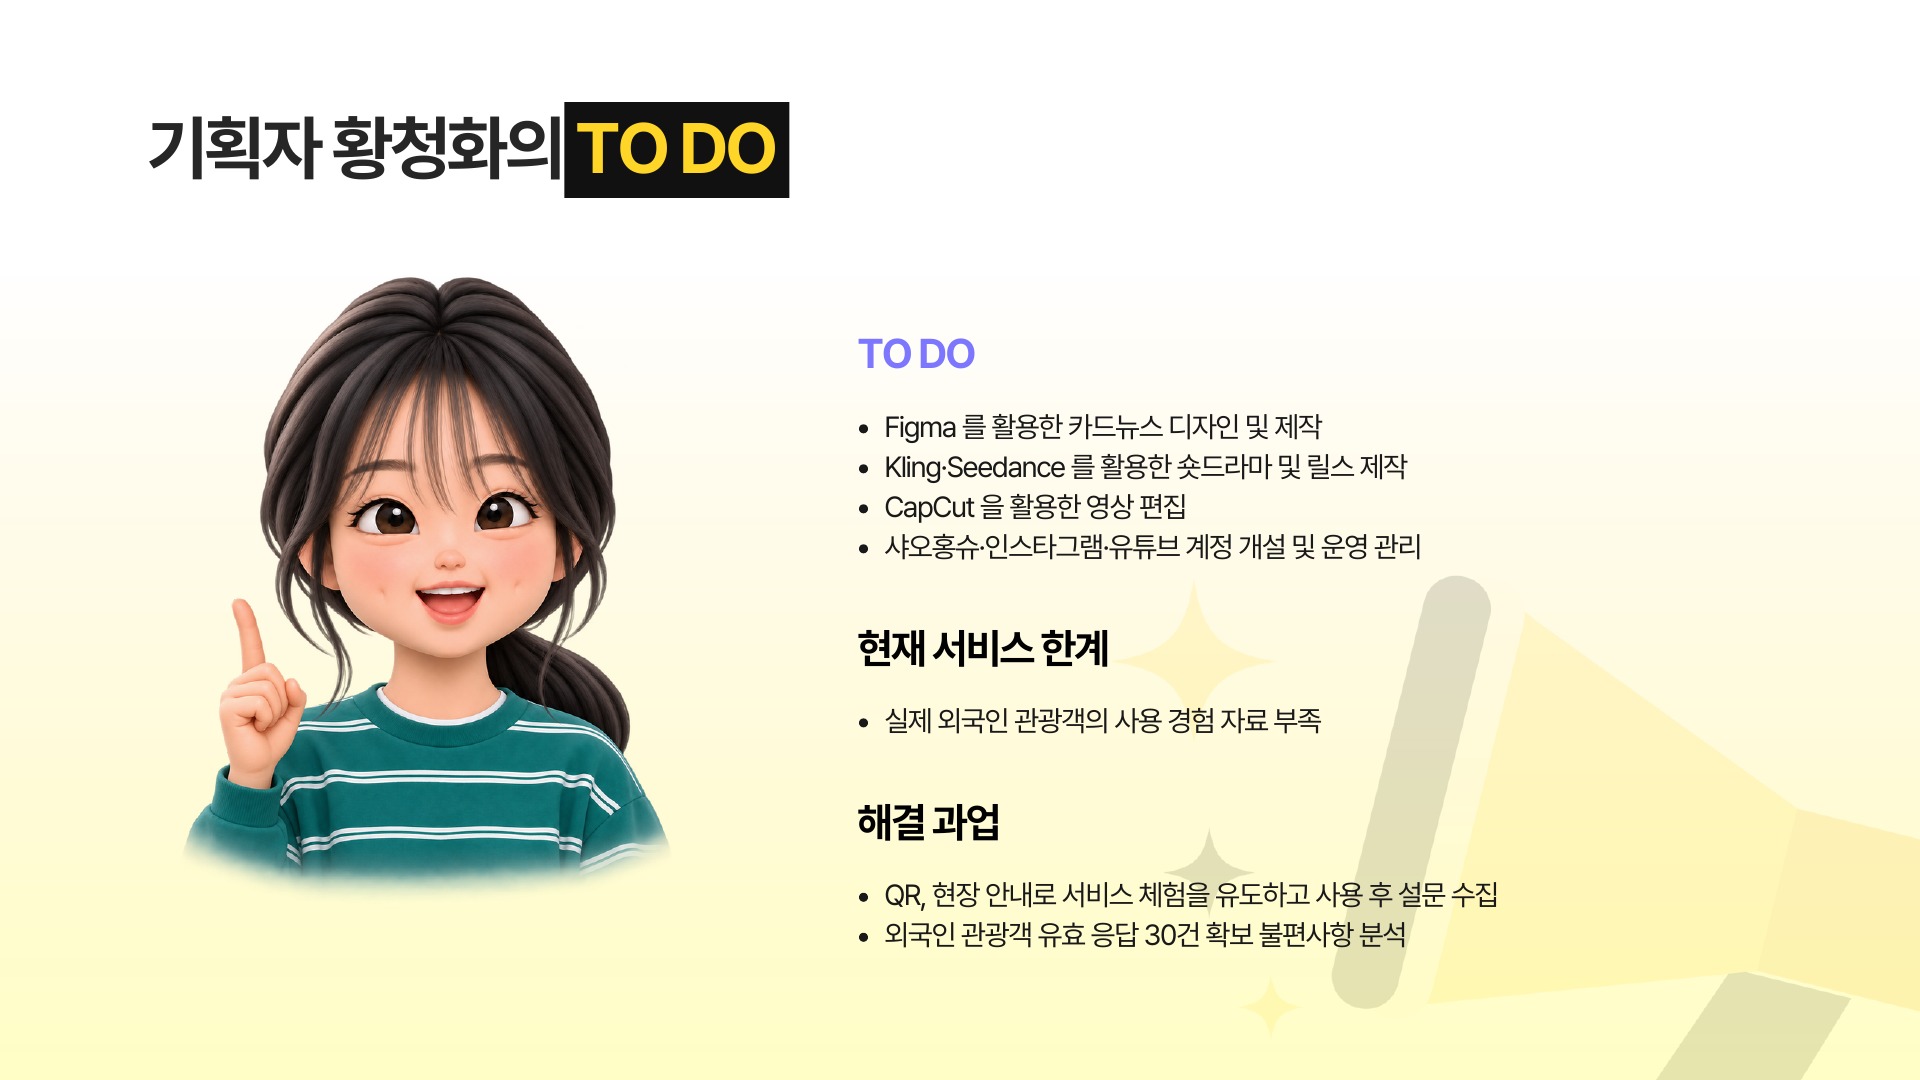 기획자 황청화의 TO DO
TO DO
• Figma 를 활용한 카드뉴스 디자인 및 제작
• Kling·Seedance 를 활용한 숏드라마 및 릴스 제작
• CapCut 을 활용한 영상 편집
• 샤오홍슈·인스타그램·유튜브 계정 개설 및 운영 관리
현재 서비스 한계
• 실제 외국인 관광객의 사용 경험 자료 부족
해결 과업
• QR, 현장 안내로 서비스 체험을 유도하고 사용 후 설문 수집
• 외국인 관광객 유효 응답 30건 확보 불편사항 분석